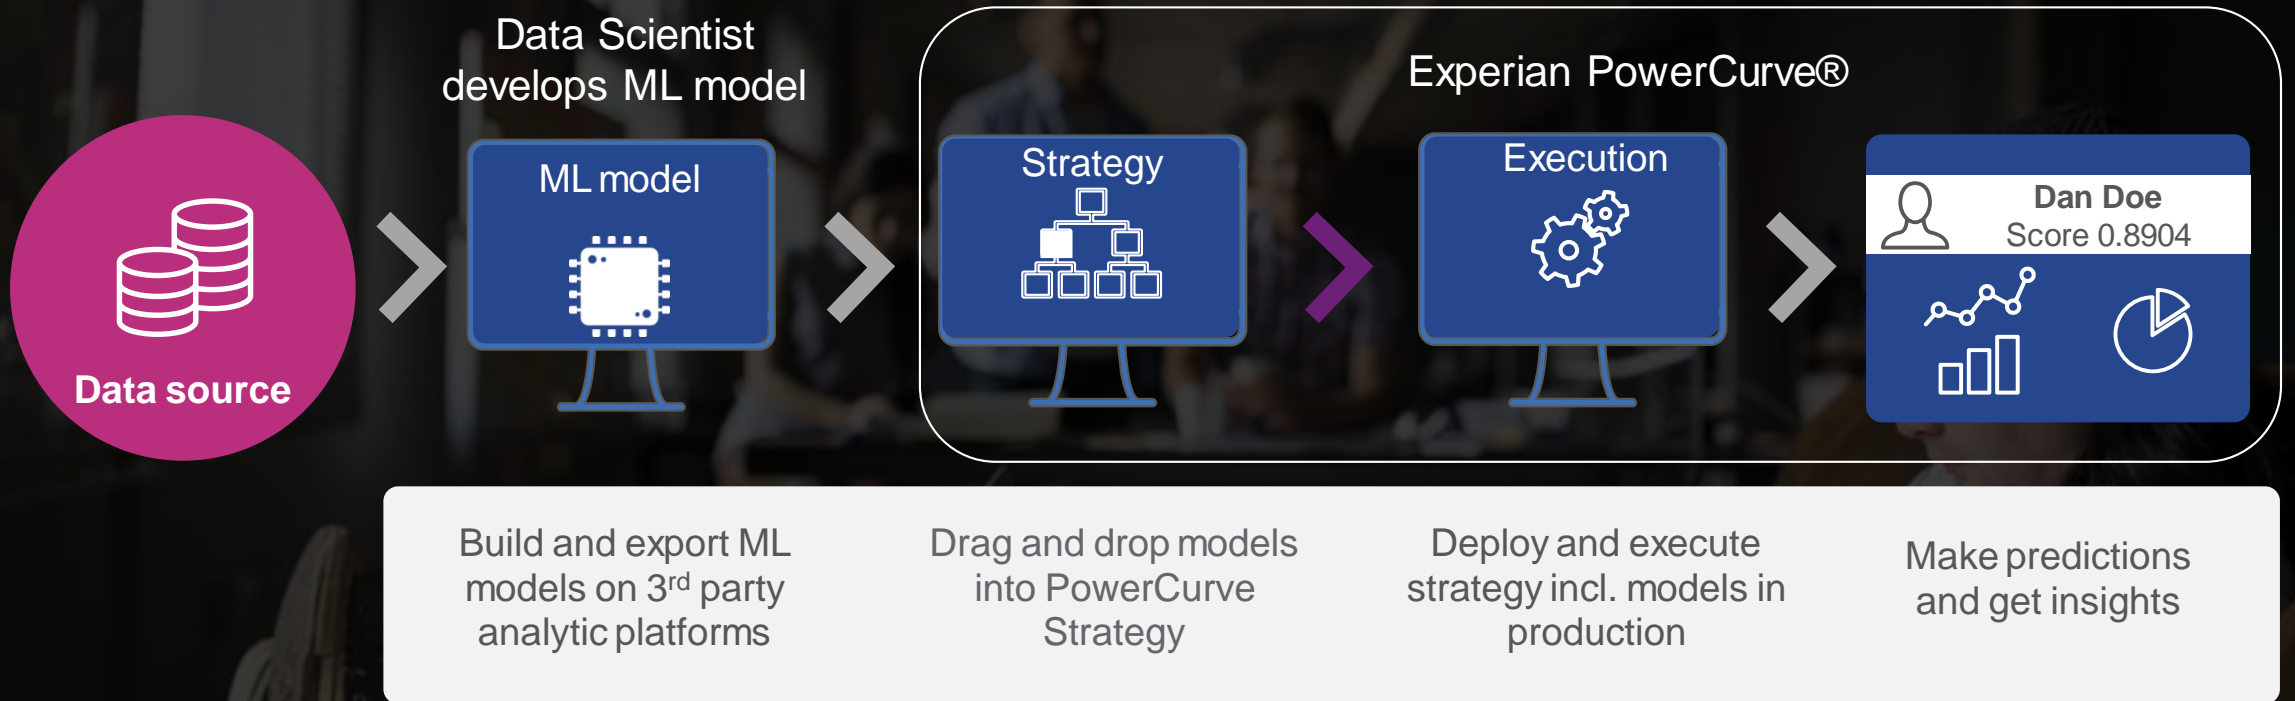 Data Scientist
develops ML model
Experian PowerCurve®
Data source
ML model
Strategy
Execution
Dan Doe
Score 0.8904
Build and export ML
models on 3rd party
analytic platforms
Drag and drop models
into PowerCurve
Strategy
Deploy and execute
strategy incl. models in
production
Make predictions
and get insights